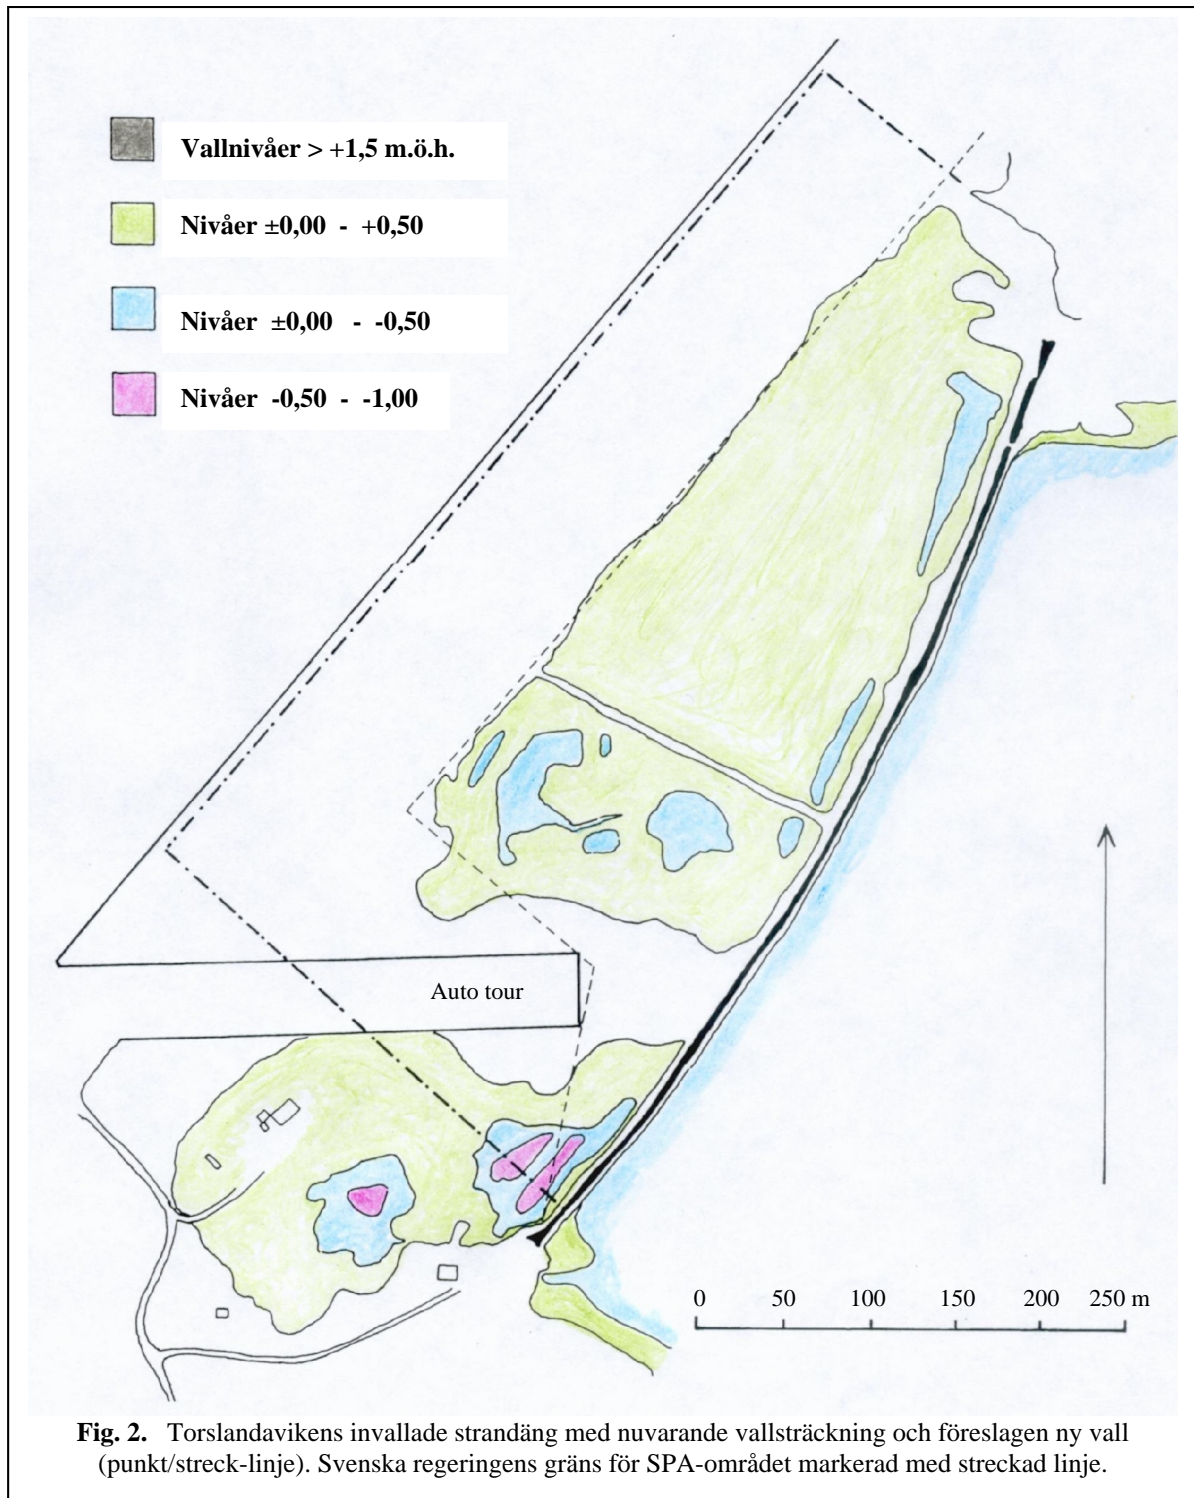 Vallnivåer > +1,5 m.ö.h.
Nivåer ±0,00 - +0,50
Nivåer ±0,00 - -0,50
Nivåer -0,50 - -1,00
Auto tour
0 50 100 150 200 250 m
Fig. 2. Torslandavikens invallade strandäng med nuvarande vallsträckning och föreslagen ny vall
(punkt/streck-linje). Svenska regeringens gräns för SPA-området markerad med streckad linje.